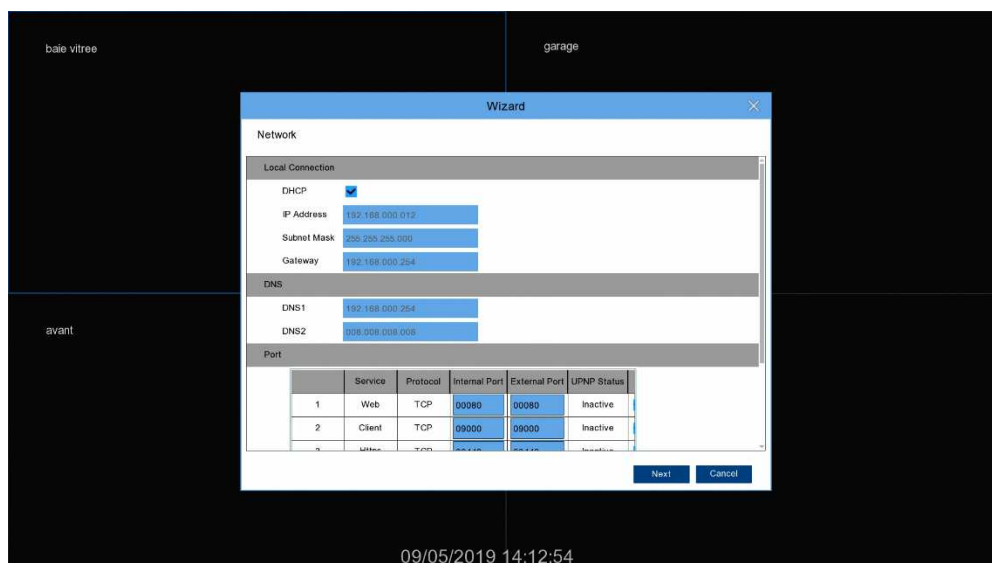 baie vitree
garage
Wizard
Network
Local Connection
DHCP
IP Address 192.168.000.012
Subnet Mask 255.255.255.000
Gateway 192.168.000.254
DNS
DNS1 192.168.000.254
DNS2 008.008.008.008
avant
Port
Service Protocol Internal Port External Port UPNP Status
1 Web TCP 00080 00080 Inactive
2 Client TCP 09000 09000 Inactive
Next Cancel
09/05/2019 14:12:54